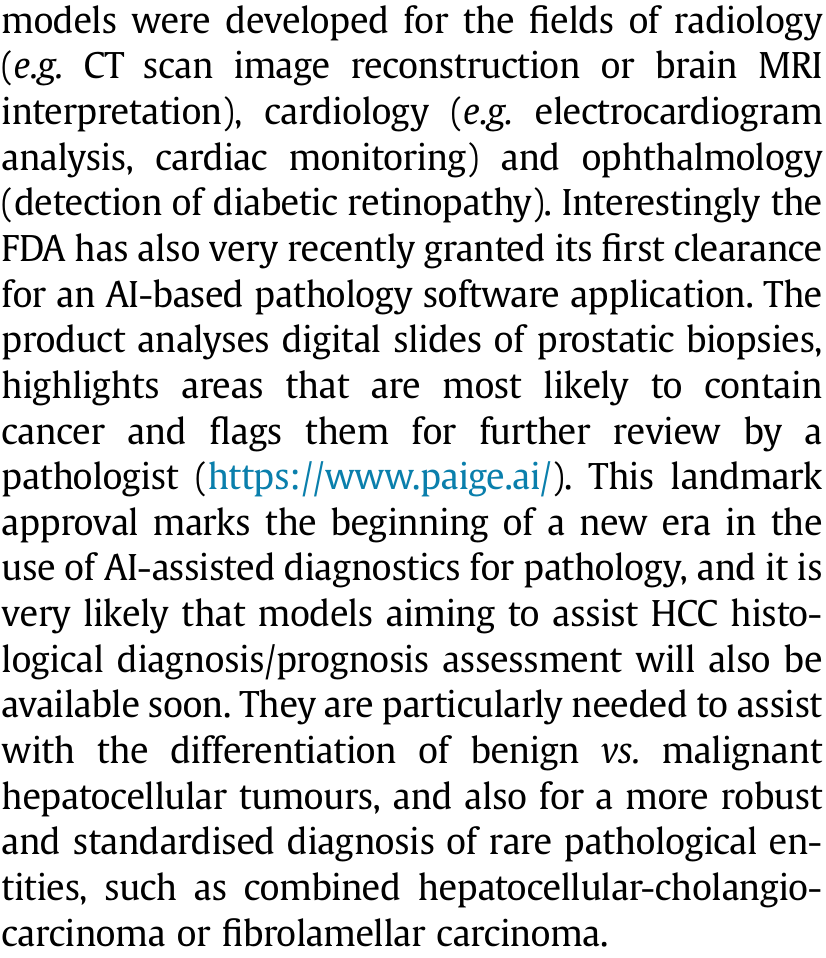 models were developed for the fields of radiology
(e.g. CT scan image reconstruction or brain MRI
interpretation), cardiology (e.g. electrocardiogram
analysis, cardiac monitoring) and ophthalmology
(detection of diabetic retinopathy). Interestingly the
FDA has also very recently granted its first clearance
for an AI-based pathology software application. The
product analyses digital slides of prostatic biopsies,
highlights areas that are most likely to contain
cancer and flags them for further review by a
pathologist (https://www.paige.ai/). This landmark
approval marks the beginning of a new era in the
use of AI-assisted diagnostics for pathology, and it is
very likely that models aiming to assist HCC histo-
logical diagnosis/prognosis assessment will also be
available soon. They are particularly needed to assist
with the differentiation of benign vs. malignant
hepatocellular tumours, and also for a more robust
and standardised diagnosis of rare pathological en-
tities, such as combined hepatocellular-cholangio-
carcinoma or fibrolamellar carcinoma.